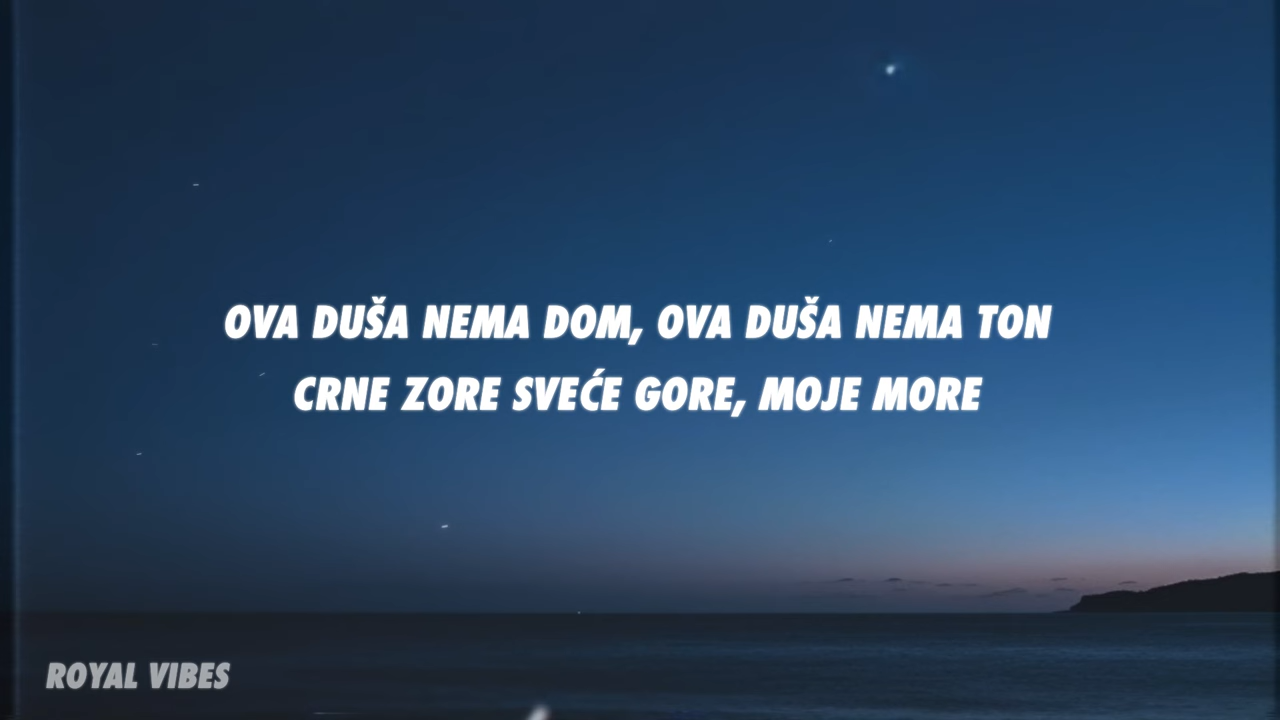 OVA DUŠA NEMA DOM, OVA DUŠA NEMA TON
CRNE ZORE SVEĆE GORE, MOJE MORE
ROYAL VIBES